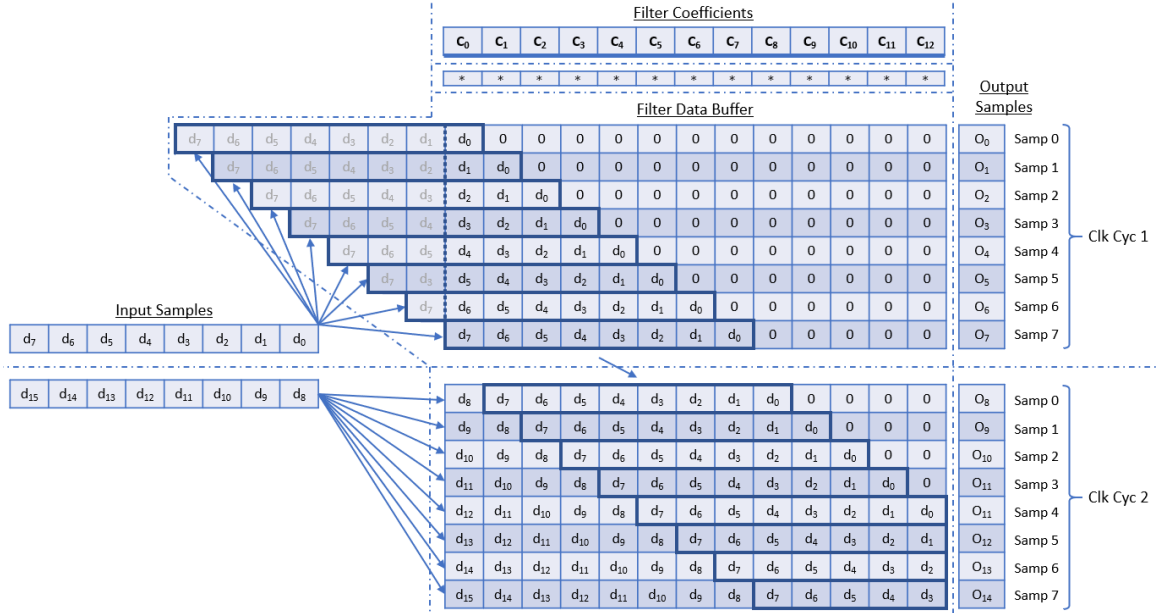 Filter Coefficients
C₀ C₁ C₂ C₃ C₄ C₅ C₆ C₇ C₈ C₉ C₁₀ C₁₁ C₁₂
* * * * * * * * * * * * *
Filter Data Buffer
Output
Samples
d₇ d₆ d₅ d₄ d₃ d₂ d₁ d₀ 0 0 0 0 0 0 0 0 0 0 0 0 O₀ Samp 0
d₇ d₆ d₅ d₄ d₃ d₂ d₁ d₀ 0 0 0 0 0 0 0 0 0 0 0 O₁ Samp 1
d₇ d₆ d₅ d₄ d₃ d₂ d₁ d₀ 0 0 0 0 0 0 0 0 0 0 O₂ Samp 2
d₇ d₆ d₅ d₄ d₃ d₂ d₁ d₀ 0 0 0 0 0 0 0 0 0 O₃ Samp 3
d₇ d₆ d₅ d₄ d₃ d₂ d₁ d₀ 0 0 0 0 0 0 0 0 O₄ Samp 4
d₇ d₃ d₅ d₄ d₃ d₂ d₁ d₀ 0 0 0 0 0 0 0 O₅ Samp 5
d₇ d₆ d₅ d₄ d₃ d₂ d₁ d₀ 0 0 0 0 0 0 O₆ Samp 6
d₇ d₆ d₅ d₄ d₃ d₂ d₁ d₀ 0 0 0 0 0 O₇ Samp 7
Clk Cyc 1
Input Samples
d₇ d₆ d₅ d₄ d₃ d₂ d₁ d₀
d₁₅ d₁₄ d₁₃ d₁₂ d₁₁ d₁₀ d₉ d₈
d₈ d₇ d₆ d₅ d₄ d₃ d₂ d₁ d₀ 0 0 0 0 O₈ Samp 0
d₉ d₈ d₇ d₆ d₅ d₄ d₃ d₂ d₁ d₀ 0 0 0 O₉ Samp 1
d₁₀ d₉ d₈ d₇ d₆ d₅ d₄ d₃ d₂ d₁ d₀ 0 0 O₁₀ Samp 2
d₁₁ d₁₀ d₉ d₈ d₇ d₆ d₅ d₄ d₃ d₂ d₁ d₀ 0 O₁₁ Samp 3
d₁₂ d₁₁ d₁₀ d₉ d₈ d₇ d₆ d₅ d₄ d₃ d₂ d₁ d₀ O₁₁ Samp 4
d₁₃ d₁₂ d₁₁ d₁₀ d₉ d₈ d₇ d₆ d₅ d₄ d₃ d₂ d₁ O₁₂ Samp 5
d₁₄ d₁₃ d₁₂ d₁₁ d₁₀ d₉ d₈ d₇ d₆ d₅ d₄ d₃ d₂ O₁₃ Samp 6
d₁₅ d₁₄ d₁₃ d₁₂ d₁₁ d₁₀ d₉ d₈ d₇ d₆ d₅ d₄ d₃ O₁₄ Samp 7
Clk Cyc 2